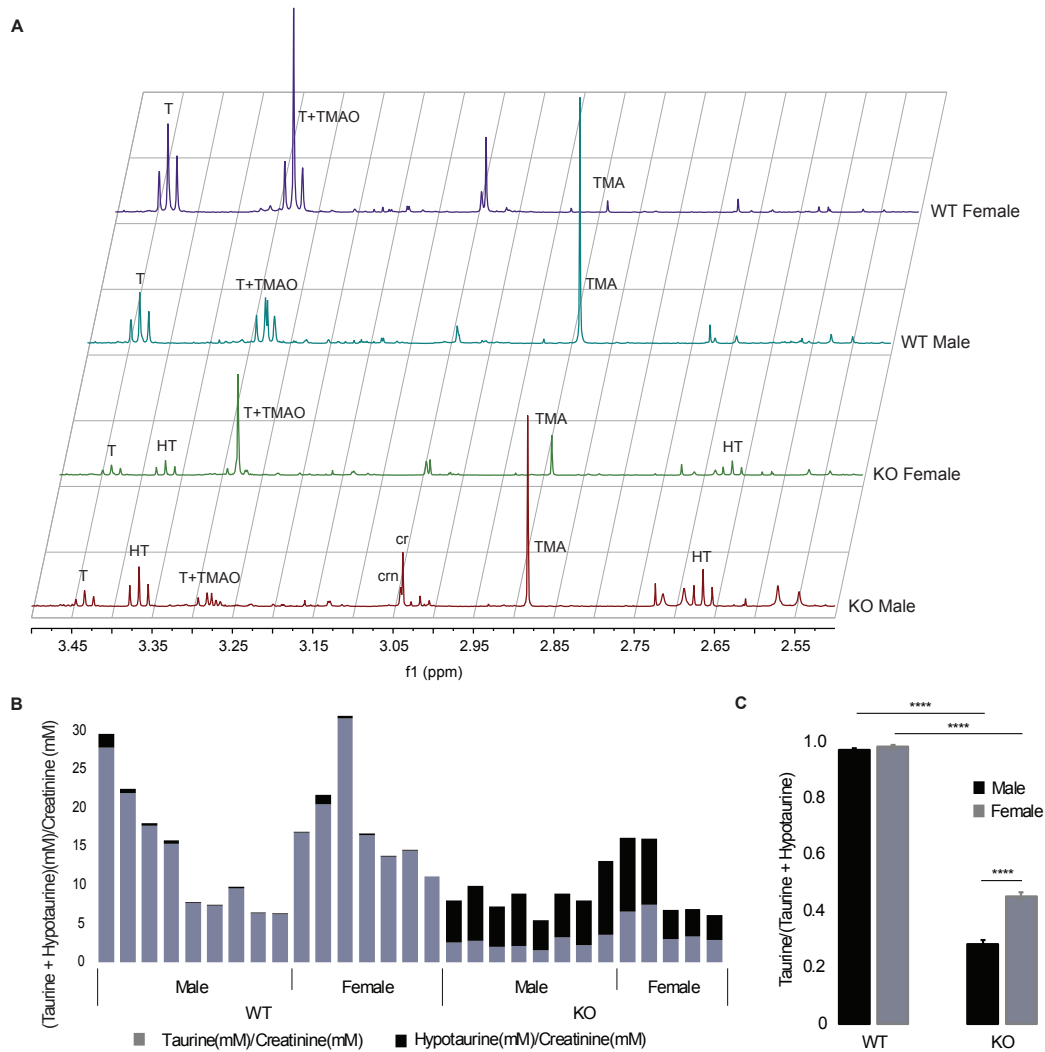 A
T
T+TMAO
TMA
WT Female
T
T+TMAO
TMA
WT Male
T
HT
T+TMAO
TMA
HT
KO Female
T
HT
T+TMAO
crn
cr
TMA
HT
KO Male
3.45 3.35 3.25 3.15 3.05 2.95 2.85 2.75 2.65 2.55
f1 (ppm)
B
(Taurine + Hypotaurine)(mM)/Creatinine (mM)
30
25
20
15
10
5
0
Male Female Male Female
WT KO
Taurine(mM)/Creatinine(mM) Hypotaurine(mM)/Creatinine(mM)
C
Taurine/(Taurine + Hypotaurine)
****
****
1.0
Male
Female
0.8
0.6
****
0.4
0.2
0
WT KO